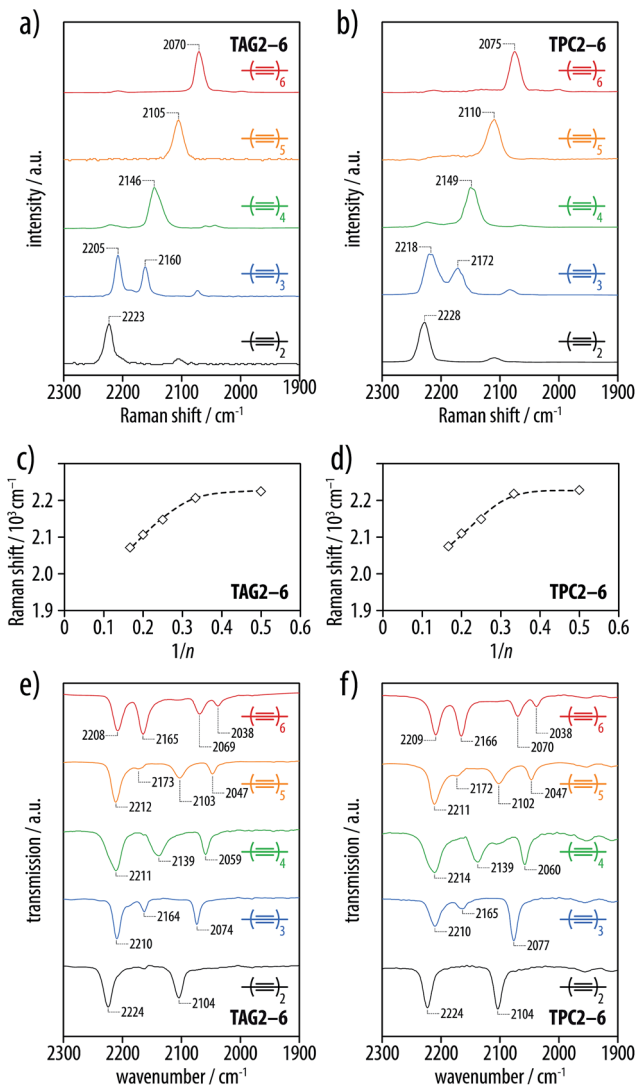 a)
TAG2–6
2070
6
2105
5
2146
4
2205
2160
3
2223
2
intensity / a.u.
2300 2200 2100 2000 1900
Raman shift / cm-1
b)
TPC2–6
2075
6
2110
5
2149
4
2218
2172
3
2228
2
intensity / a.u.
2300 2200 2100 2000 1900
Raman shift / cm-1
c)
Raman shift / 10³ cm-1
2.2
2.1
2.0
1.9
TAG2–6
0 0.1 0.2 0.3 0.4 0.5 0.6
1/n
d)
Raman shift / 10³ cm-1
2.2
2.1
2.0
1.9
TPC2–6
0 0.1 0.2 0.3 0.4 0.5 0.6
1/n
e)
6
2208 2165 2038
2069
5
2173 2103 2047
2212
4
2139 2059
2211
3
2164 2074
2210
2
2224 2104
TAG2–6
transmission / a.u.
2300 2200 2100 2000 1900
wavenumber / cm-1
f)
6
2209 2166 2038
2070
5
2172 2102 2047
2211
4
2139 2060
2214
3
2165
2210
2077
2
2224 2104
TPC2–6
transmission / a.u.
2300 2200 2100 2000 1900
wavenumber / cm-1